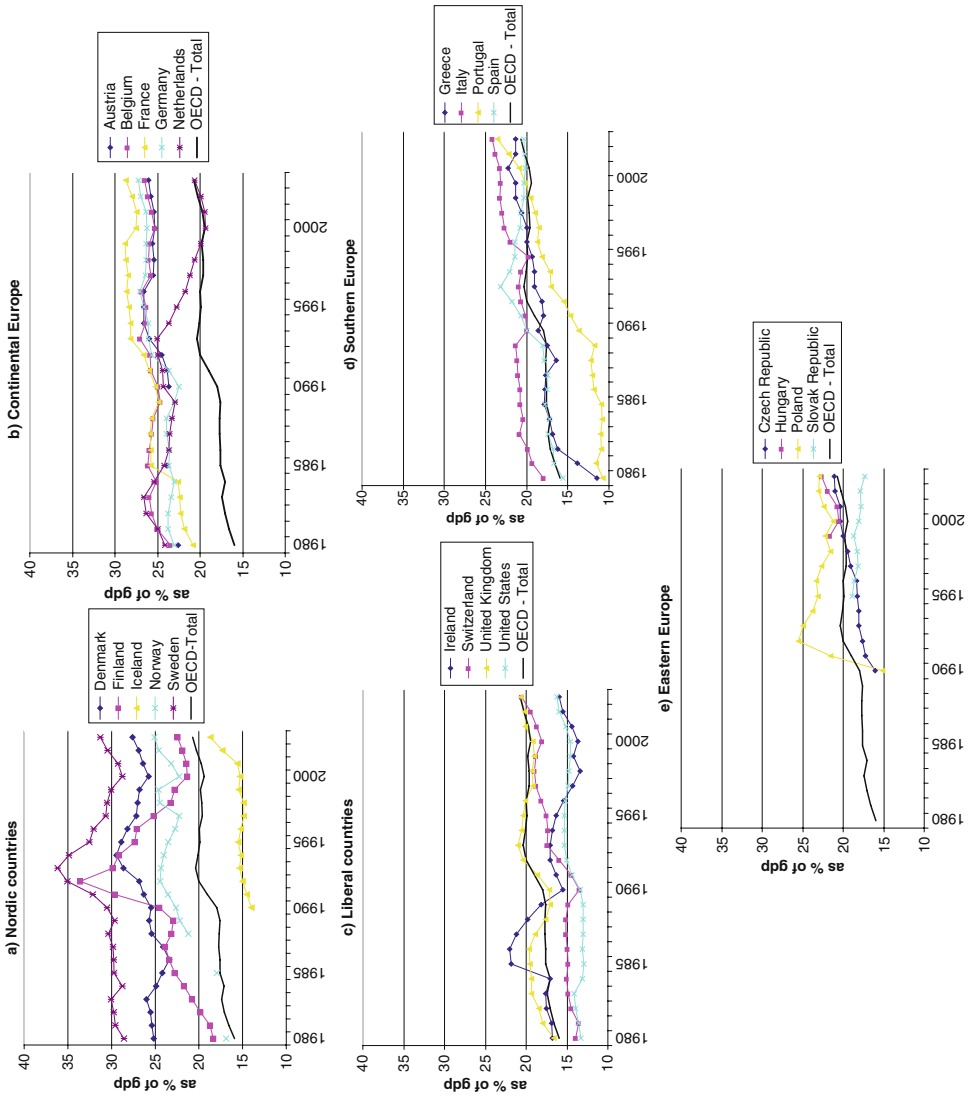 a) Nordic countries
40
35
30
25
20
15
10
as % of gdp
1980
1985
1990
1996
2000
Denmark
Finland
Iceland
Norway
Sweden
OECD-Total
b) Continental Europe
40
35
30
25
20
15
10
as % of gdp
1980
1985
1990
1995
2000
Austria
Belgium
France
Germany
Netherlands
OECD - Total
c) Liberal countries
40
35
30
25
20
15
10
as % of gdp
1980
1985
1990
1996
2000
Ireland
Switzerland
United Kingdom
United States
OECD - Total
d) Southern Europe
40
35
30
25
20
15
10
as % of gdp
1980
1985
1990
1996
2000
Greece
Italy
Portugal
Spain
OECD - Total
e) Eastern Europe
40
35
30
25
20
15
10
as % of gdp
1980
1985
1990
1995
2000
Czech Republic
Hungary
Poland
Slovak Republic
OECD - Total